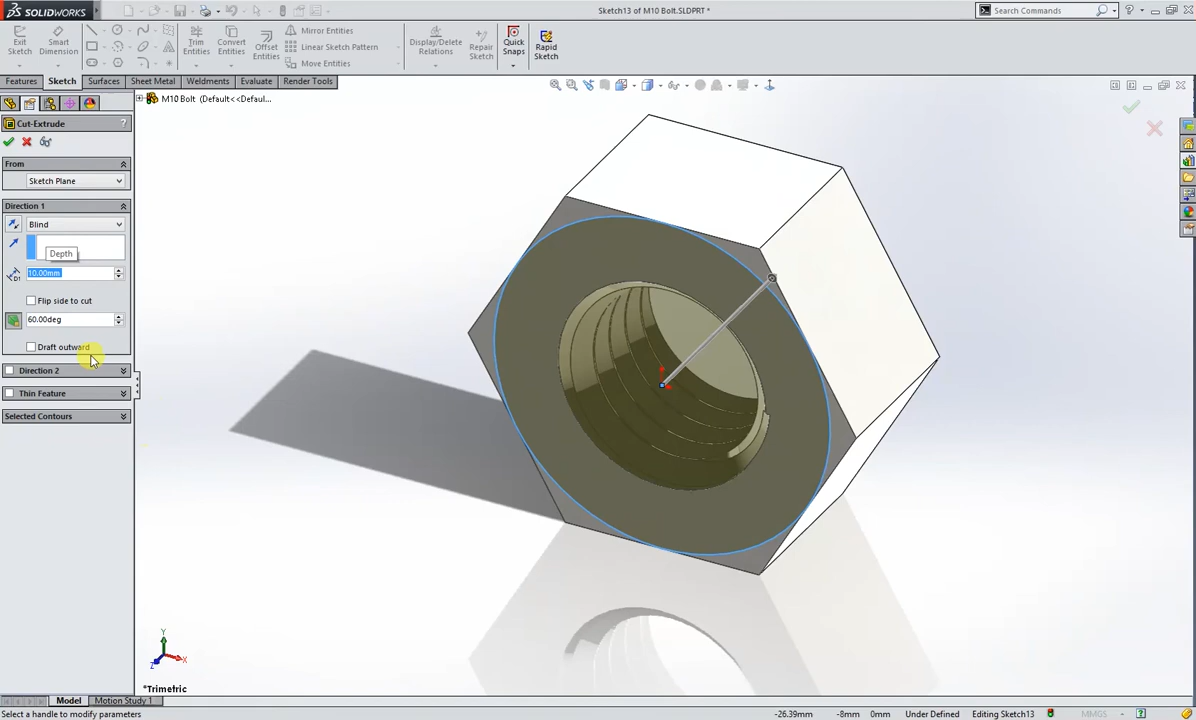 SOLIDWORKS
Sketch13 of M10 Bolt.SLDPRT *
Search Commands
Exit Sketch
Smart Dimension
Trim Entities
Convert Entities
Offset Entities
Mirror Entities
Linear Sketch Pattern
Move Entities
Display/Delete Relations
Repair Sketch
Quick Snaps
Rapid Sketch
Features
Sketch
Surfaces
Sheet Metal
Weldments
Evaluate
Render Tools
M10 Bolt (Default<<Defaul...
Cut-Extrude
?
From
Sketch Plane
Direction 1
Blind
Depth
10.00mm
Flip side to cut
60.00deg
Draft outward
Direction 2
Thin Feature
Selected Contours
Y
X
Z
*Trimetric
Model
Motion Study 1
Select a handle to modify parameters
-26.39mm
-8mm
0mm
Under Defined
Editing Sketch13
MMGS